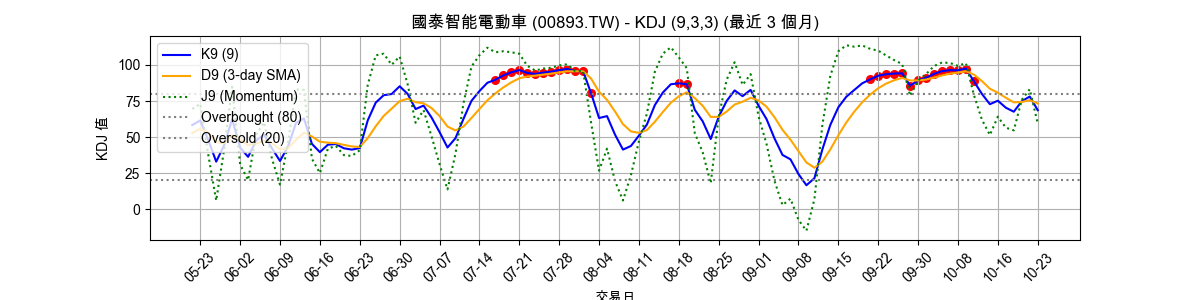 國泰智能電動車 (00893.TW) - KDJ (9,3,3) (最近 3 個月)
KDJ 值
100
75
50
25
0
K9 (9)
D9 (3-day SMA)
J9 (Momentum)
Overbought (80)
Oversold (20)
05-23 06-02 06-09 06-16 06-23 06-30 07-07 07-14 07-21 07-28 08-04 08-11 08-18 08-25 09-01 09-08 09-15 09-22 09-30 10-08 10-16 10-23
交易日